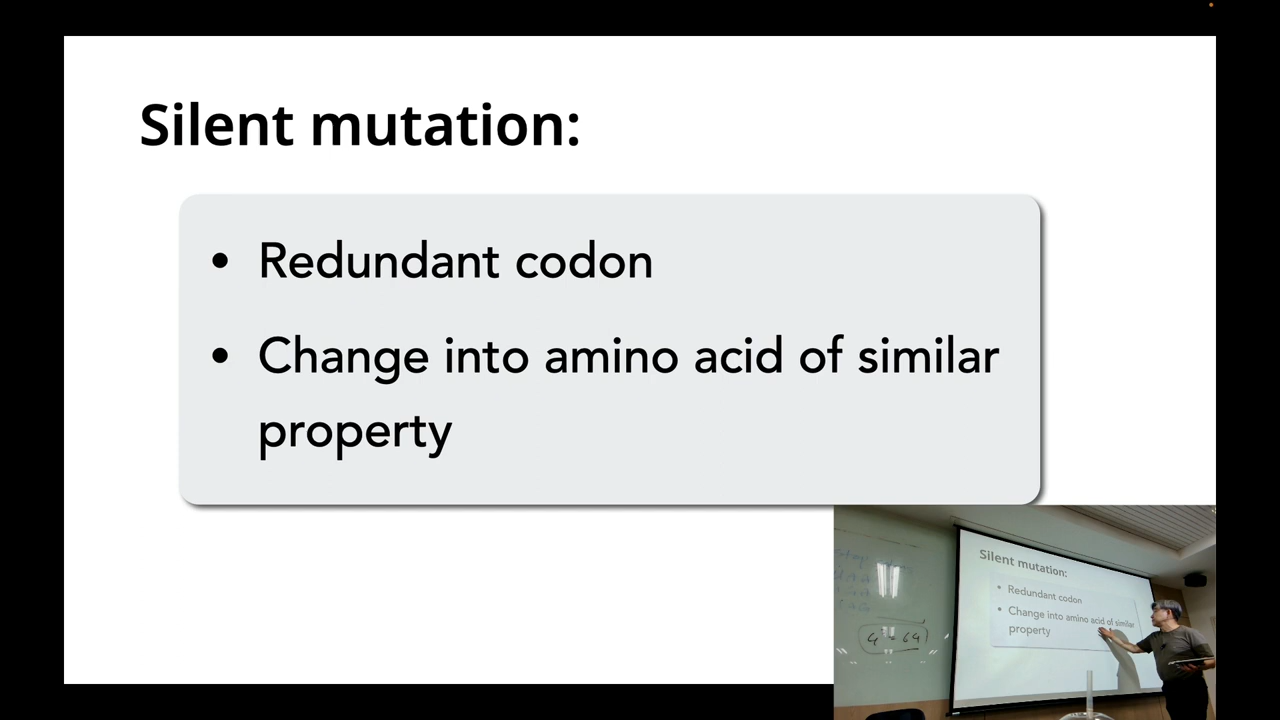 Silent mutation:
• Redundant codon
• Change into amino acid of similar
property
Silent mutation:
• Redundant codon
• Change into amino acid of similar
property